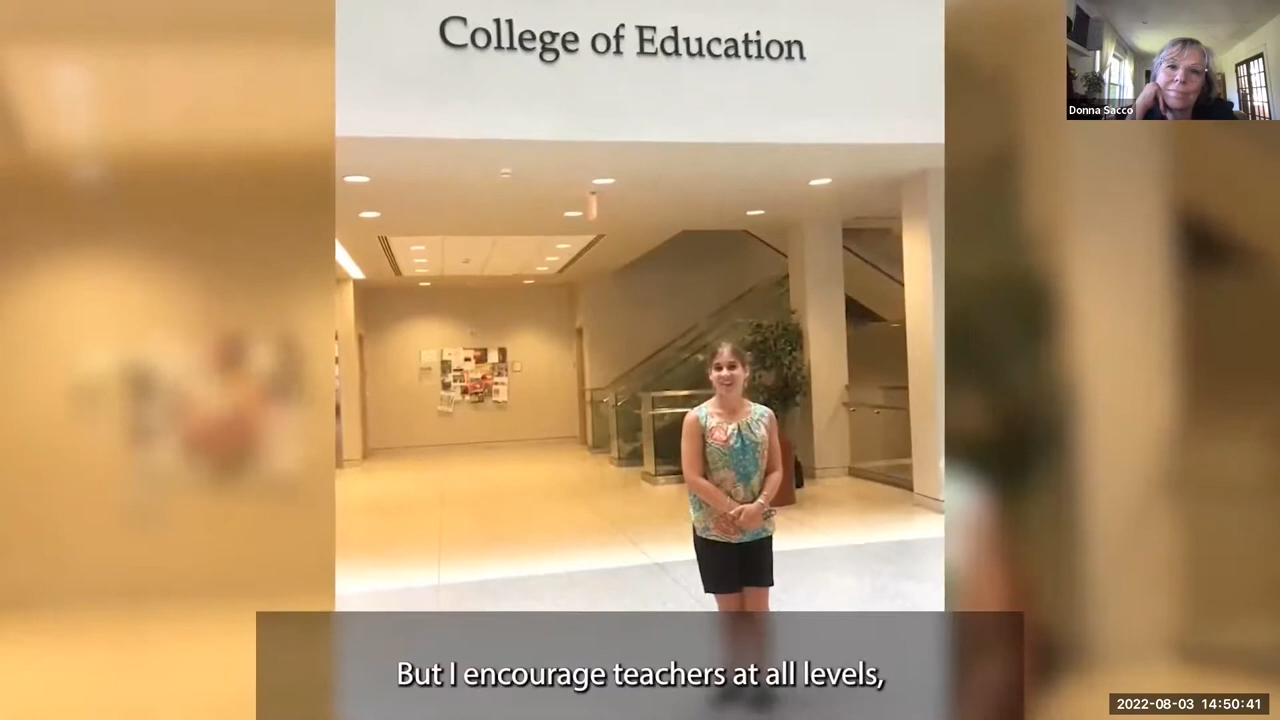 College of Education
Donna Sacco
But I encourage teachers at all levels,
2022-08-03 14:50:41